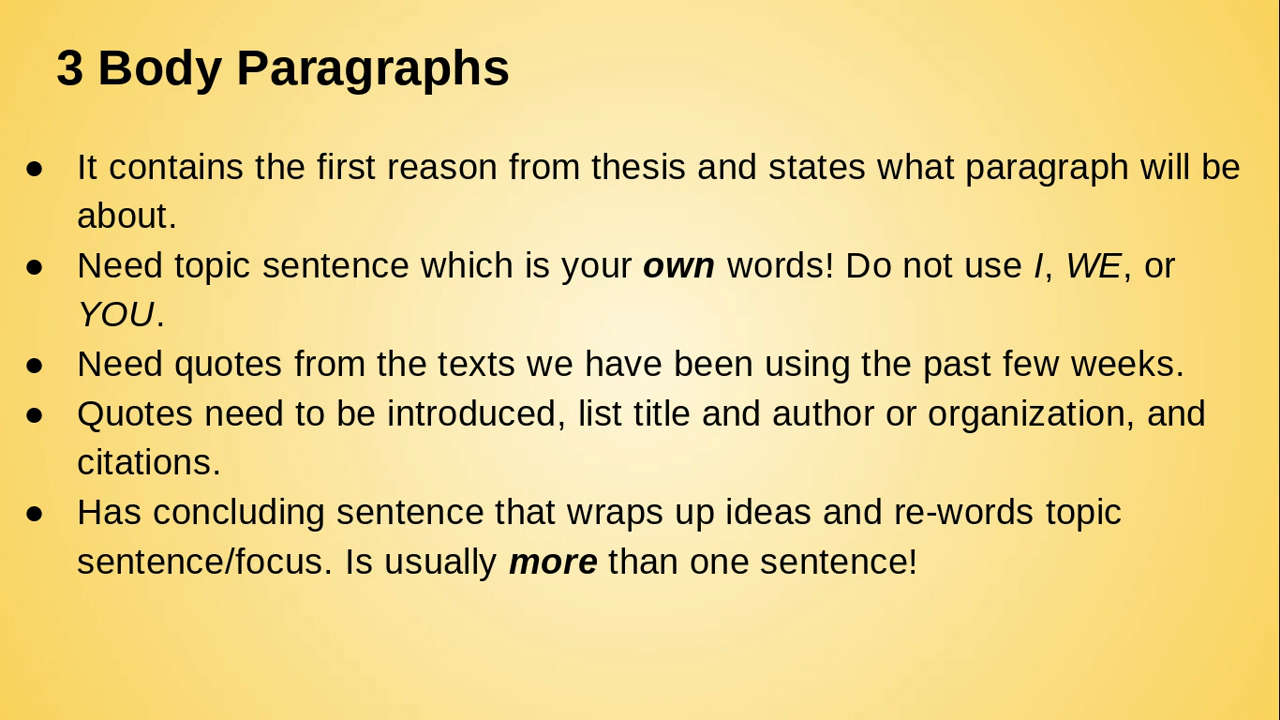 3 Body Paragraphs
● It contains the first reason from thesis and states what paragraph will be
about.
● Need topic sentence which is your own words! Do not use I, WE, or
YOU.
● Need quotes from the texts we have been using the past few weeks.
● Quotes need to be introduced, list title and author or organization, and
citations.
● Has concluding sentence that wraps up ideas and re-words topic
sentence/focus. Is usually more than one sentence!